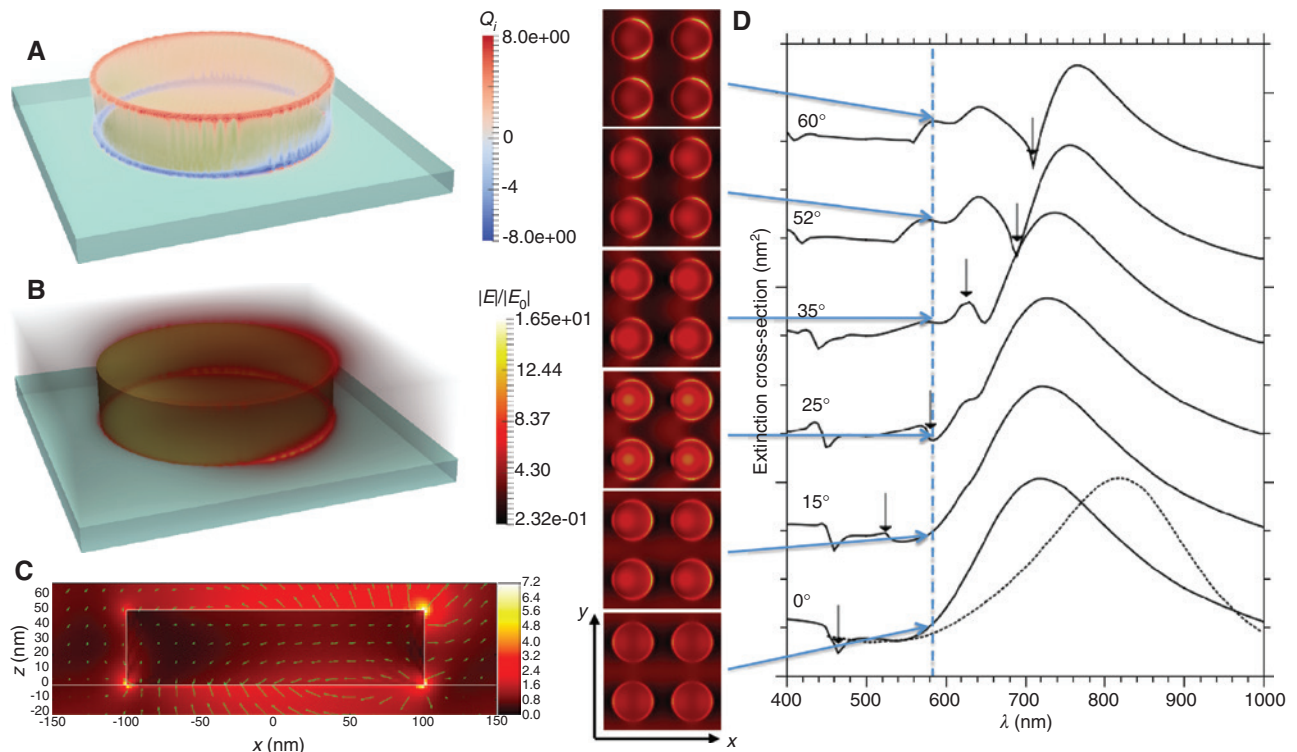 A
Q_i
8.0e+00
4
0
-4
-8.0e+00
B
|E|/|E_0|
1.65e+01
12.44
8.37
4.30
2.32e-01
C
z (nm)
60
50
40
30
20
10
0
-10
-20
-150
-100
-50
0
50
100
150
x (nm)
7.2
6.4
5.6
4.8
4.0
3.2
2.4
1.6
0.8
0.0
y
x
D
Extinction cross-section (nm²)
60°
52°
35°
25°
15°
0°
400
500
600
700
800
900
1000
λ (nm)